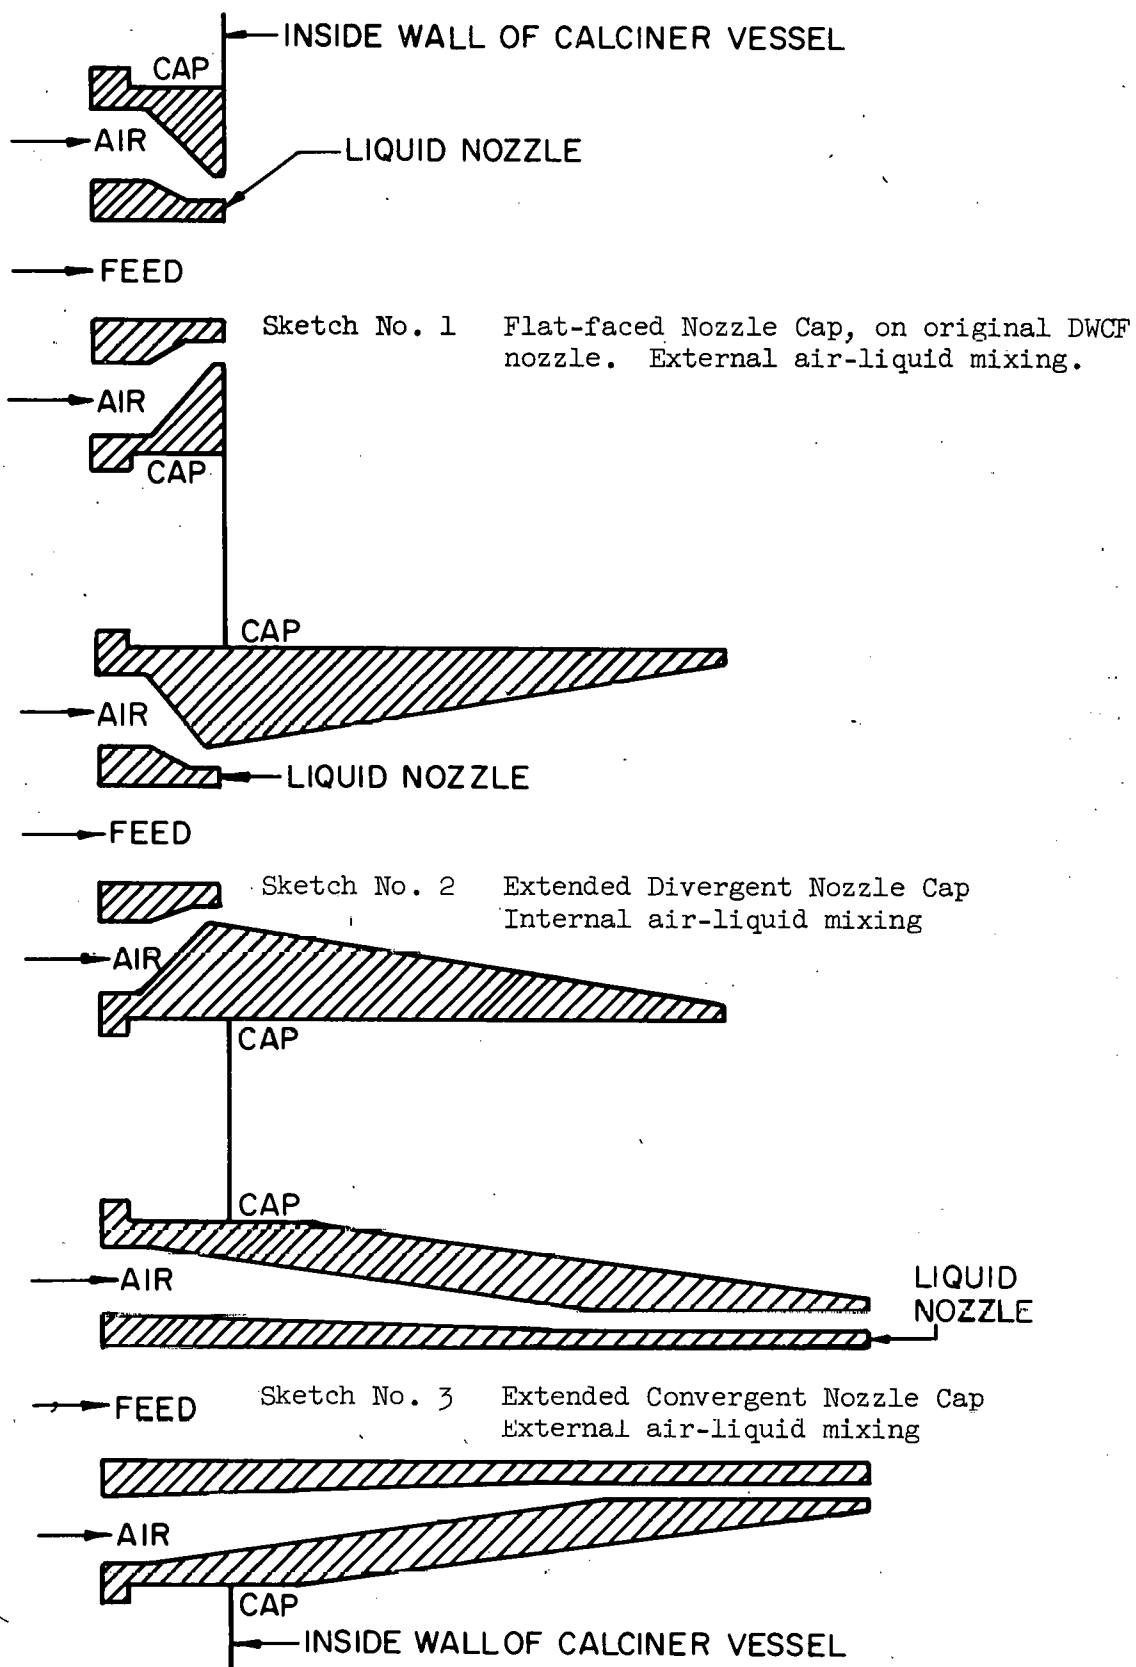 INSIDE WALL OF CALCINER VESSEL
CAP
AIR
LIQUID NOZZLE
FEED
Sketch No. 1 Flat-faced Nozzle Cap, on original DWCF
nozzle. External air-liquid mixing.
AIR
CAP
CAP
AIR
LIQUID NOZZLE
FEED
Sketch No. 2 Extended Divergent Nozzle Cap
Internal air-liquid mixing
AIR
CAP
CAP
AIR
LIQUID
NOZZLE
FEED
Sketch No. 3 Extended Convergent Nozzle Cap
External air-liquid mixing
AIR
CAP
INSIDE WALL OF CALCINER VESSEL